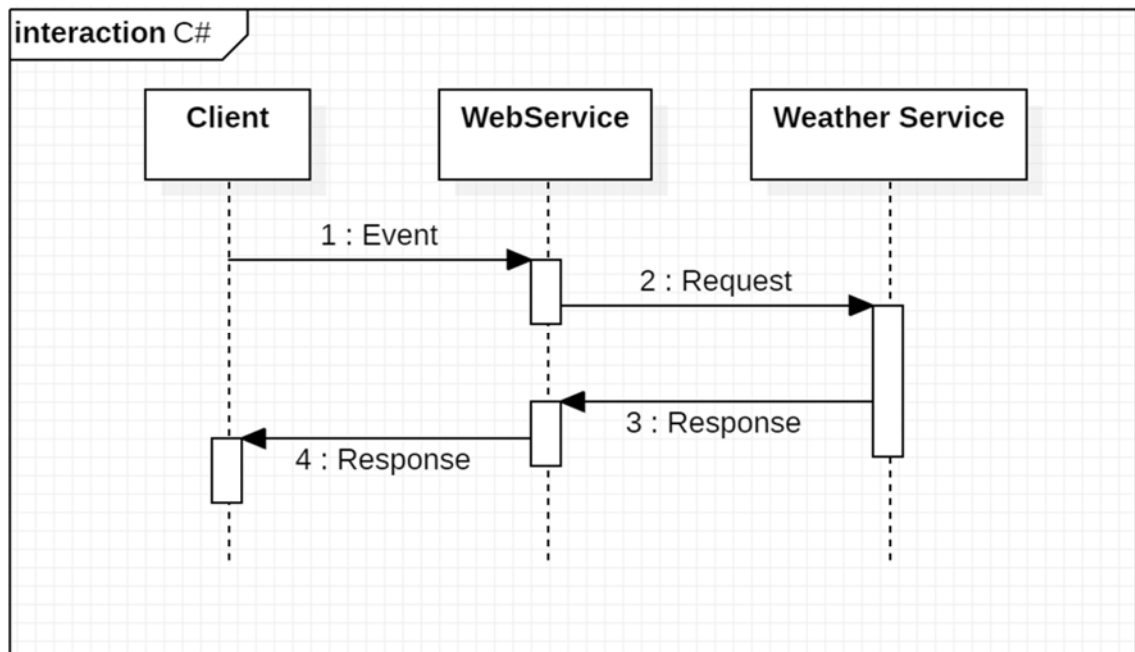 interaction C#
Client
WebService
Weather Service
1 : Event
2 : Request
3 : Response
4 : Response